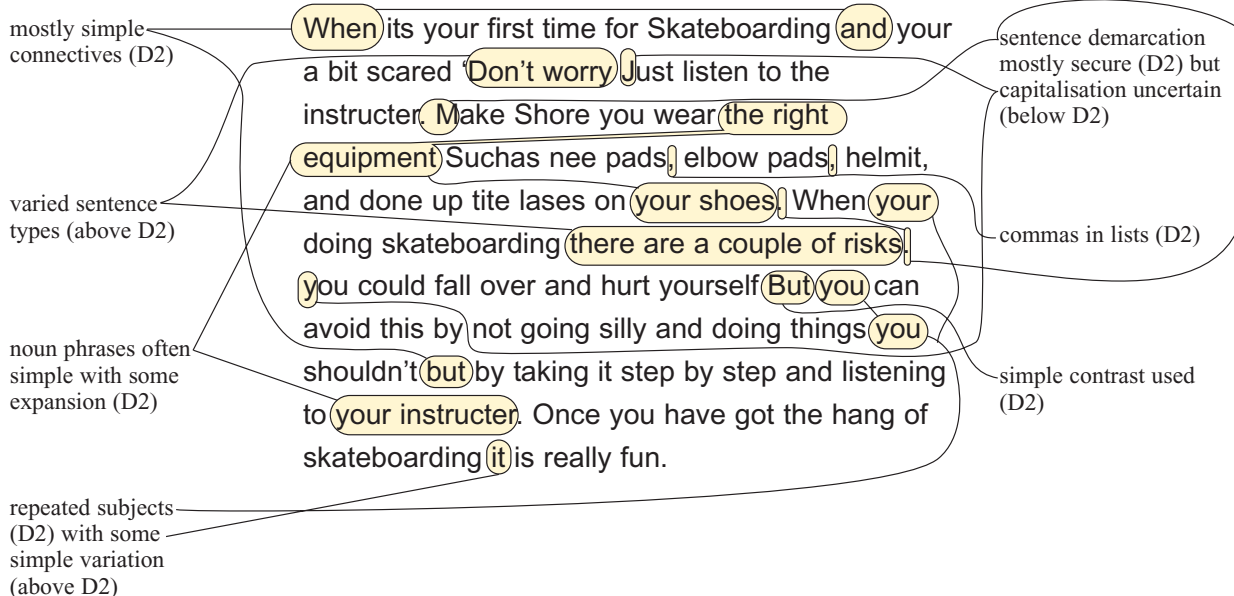 mostly simple
connectives (D2)
varied sentence
types (above D2)
noun phrases often
simple with some
expansion (D2)
repeated subjects
(D2) with some
simple variation
(above D2)
When its your first time for Skateboarding and your
a bit scared ‘Don’t worry Just listen to the
instructer. Make Shore you wear the right
equipment Suchas nee pads, elbow pads, helmit,
and done up tite lases on your shoes. When your
doing skateboarding there are a couple of risks.
you could fall over and hurt yourself But you can
avoid this by not going silly and doing things you
shouldn’t but by taking it step by step and listening
to your instructer. Once you have got the hang of
skateboarding it is really fun.
sentence demarcation
mostly secure (D2) but
capitalisation uncertain
(below D2)
commas in lists (D2)
simple contrast used
(D2)